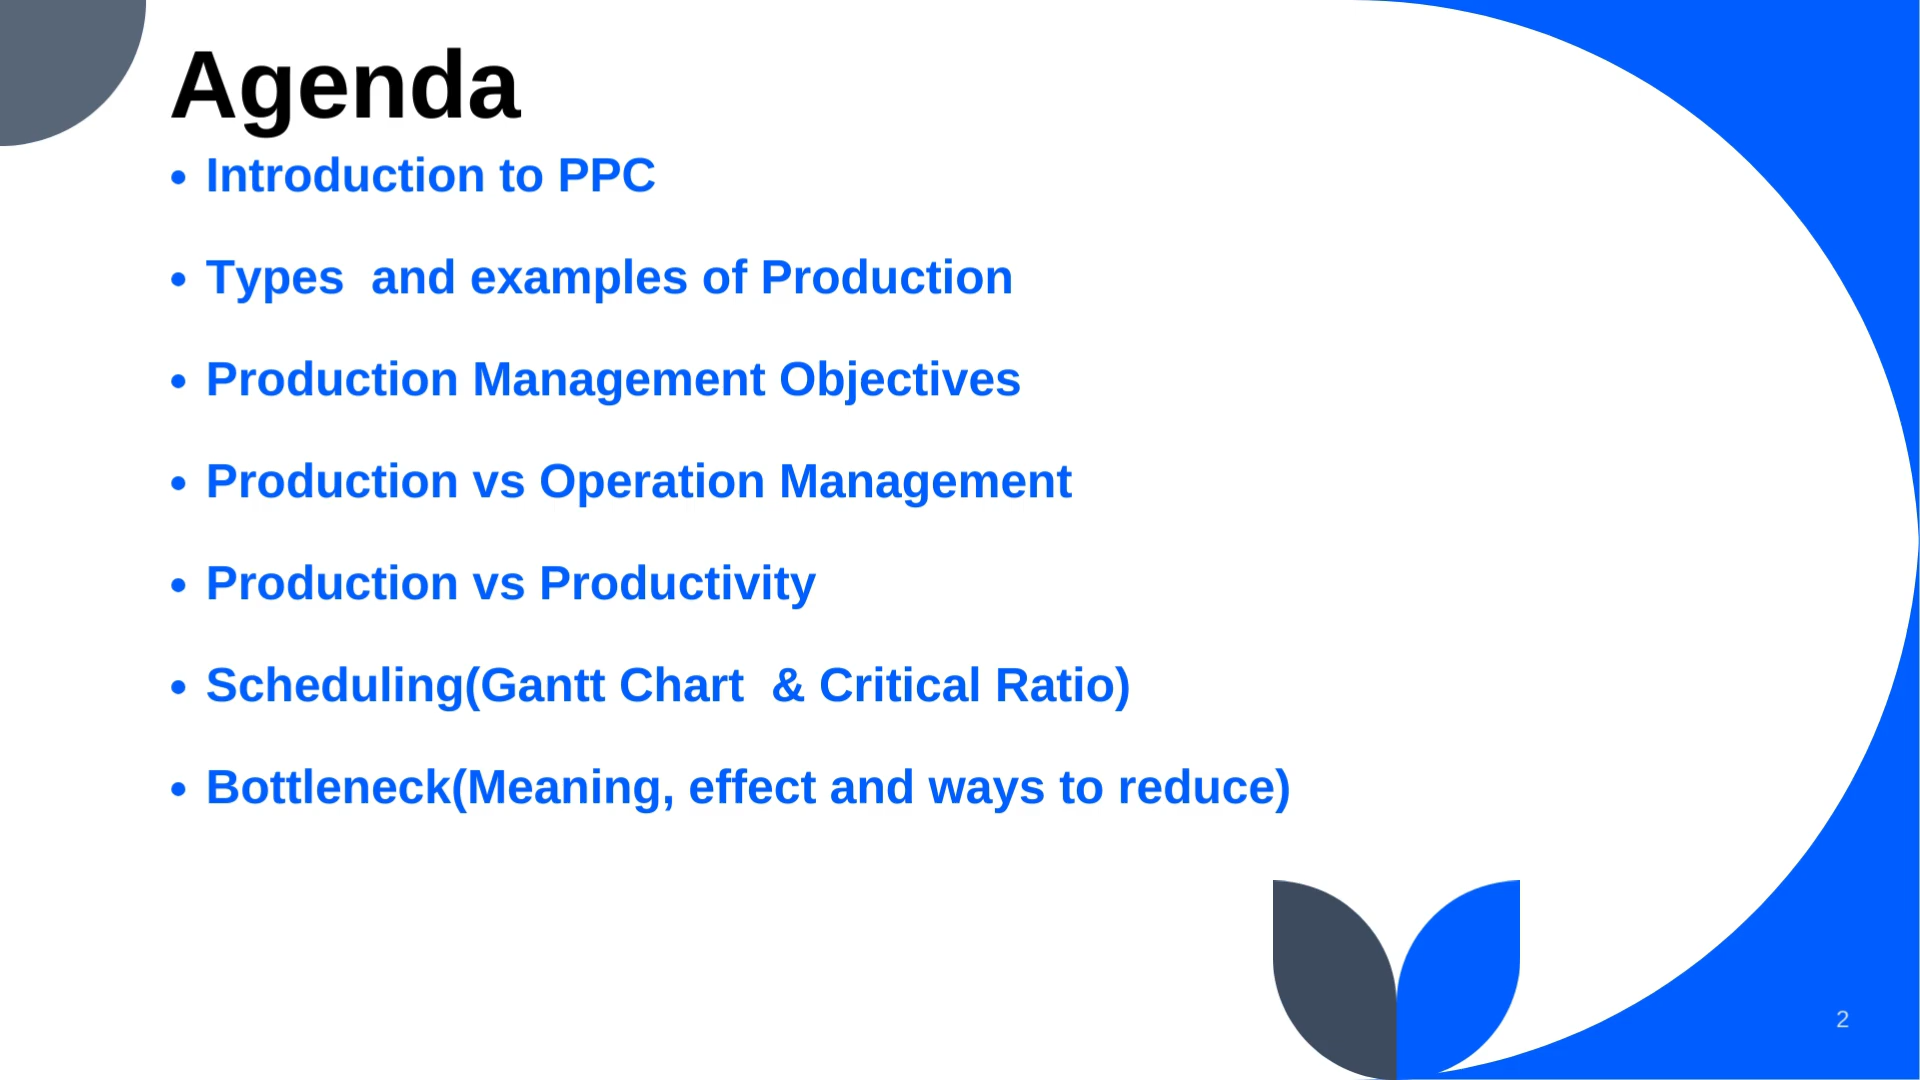 Agenda
• Introduction to PPC
• Types  and examples of Production
• Production Management Objectives
• Production vs Operation Management
• Production vs Productivity
• Scheduling(Gantt Chart  & Critical Ratio)
• Bottleneck(Meaning, effect and ways to reduce)
2